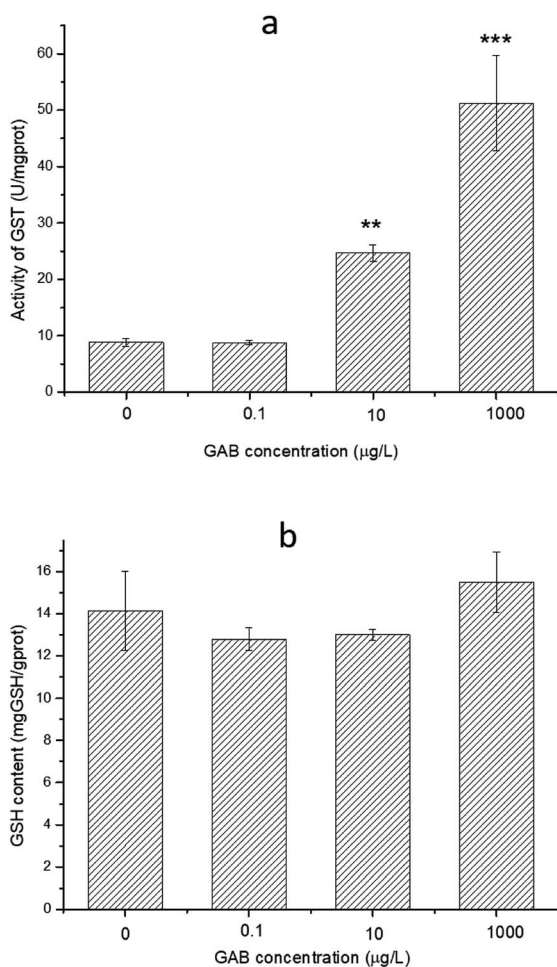 a
Activity of GST (U/mgprot)
60
50
40
30
20
10
0
**
***
0 0.1 10 1000
GAB concentration (μg/L)
b
GSH content (mgGSH/gprot)
16
14
12
10
8
6
4
2
0
0 0.1 10 1000
GAB concentration (μg/L)